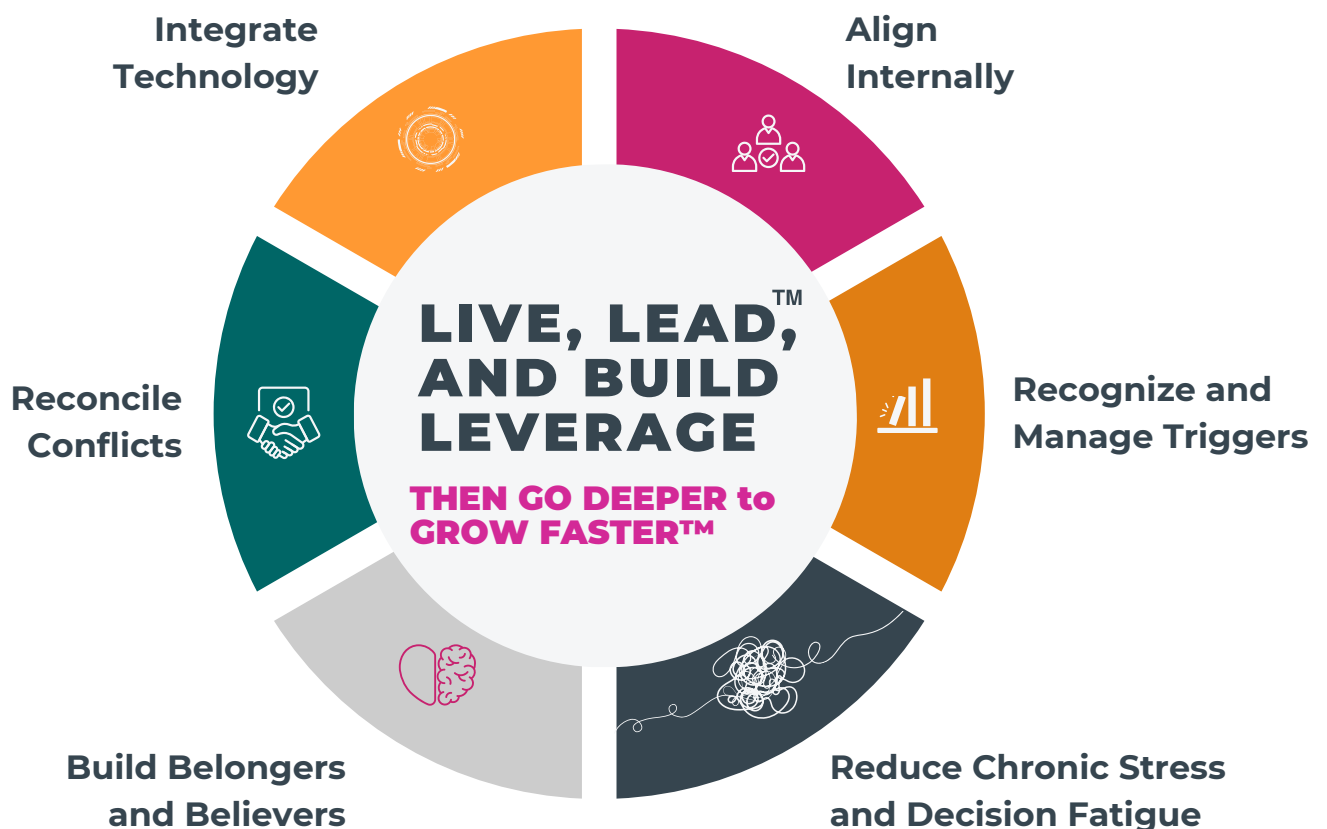 Integrate
Technology
Align
Internally
LIVE, LEAD,™
AND BUILD
LEVERAGE
THEN GO DEEPER to
GROW FASTER™
Reconcile
Conflicts
Recognize and
Manage Triggers
Build Belongers
and Believers
Reduce Chronic Stress
and Decision Fatigue